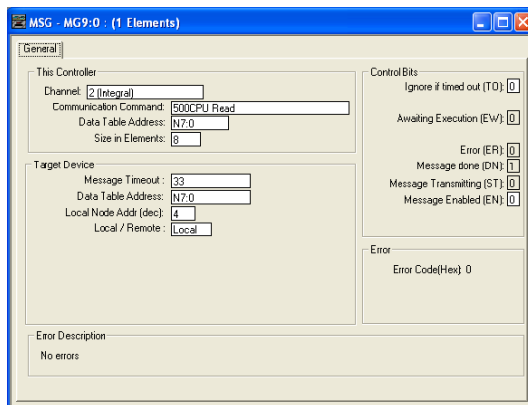 MSG - MG9:0 : (1 Elements)
General
This Controller
Channel: 2 (Integral)
Communication Command: 500CPU Read
Data Table Address: N7:0
Size in Elements: 8
Target Device
Message Timeout : 33
Data Table Address: N7:0
Local Node Addr (dec): 4
Local / Remote : Local
Control Bits
Ignore if timed out (TO): 0
Awaiting Execution (EW): 0
Error (ER): 0
Message done (DN): 1
Message Transmitting (ST): 0
Message Enabled (EN): 0
Error
Error Code(Hex): 0
Error Description
No errors